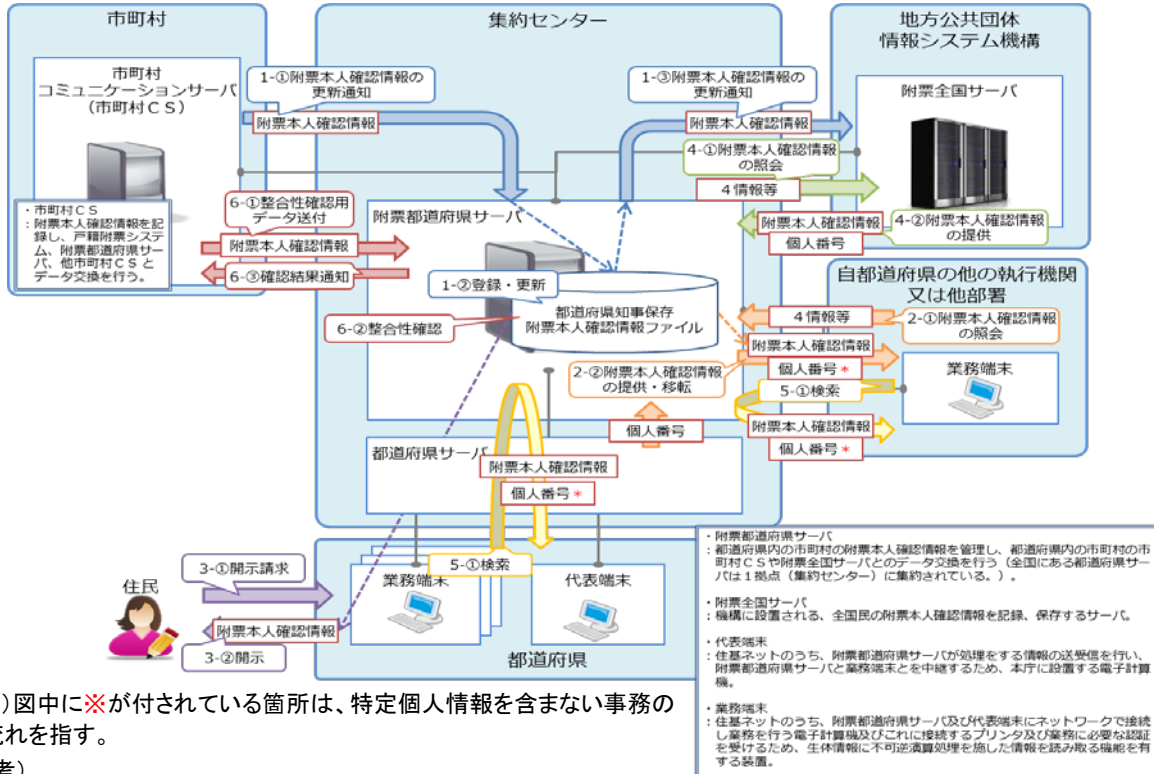 市町村
集約センター
地方公共団体
情報システム機構
市町村
コミュニケーションサーバ
(市町村CS)
1-①附票本人確認情報の
更新通知
附票本人確認情報
1-③附票本人確認情報の
更新通知
附票本人確認情報
附票全国サーバ
4-①附票本人確認情報
の照会
4情報等
附票本人確認情報
個人番号
4-②附票本人確認情報
の提供
・市町村CS
:附票本人確認情報を記
録し、戸籍附票システ
ム、附票都道府県サー
バ、他市町村CSと
データ交換を行う。
6-①整合性確認用
データ送付
附票本人確認情報
6-③確認結果通知
附票都道府県サーバ
1-②登録・更新
都道府県知事保存
附票本人確認情報ファイル
6-②整合性確認
自都道府県の他の執行機関
又は他部署
4情報等
2-①附票本人確認情報
の照会
附票本人確認情報
個人番号*
2-②附票本人確認情報
の提供・移転
業務端末
5-①検索
附票本人確認情報
個人番号*
個人番号
都道府県サーバ
附票本人確認情報
個人番号*
住民
3-①開示請求
附票本人確認情報
3-②開示
5-①検索
業務端末
代表端末
都道府県
・附票都道府県サーバ
:都道府県内の市町村の附票本人確認情報を管理し、都道府県内の市町村の市
町村CSや附票全国サーバとのデータ交換を行う(全国にある都道府県サー
バは1拠点(集約センター)に集約されている。)。
・附票全国サーバ
:機構に設置される、全国民の附票本人確認情報を記録、保存するサーバ。
・代表端末
:住基ネットのうち、附票都道府県サーバが処理をする情報の送受信を行い、
附票都道府県サーバと業務端末とを中継するため、本庁に設置する電子計算
機。
・業務端末
:住基ネットのうち、附票都道府県サーバ及び代表端末にネットワークで接続
し業務を行う電子計算機及びこれに接続するプリンタ及び業務に必要な認証
を受けるため、生体情報に不可逆演算処理を施した情報を読み取る機能を有
する装置。
)図中に※が付されている箇所は、特定個人情報を含まない事務の
流れを指す。
考)